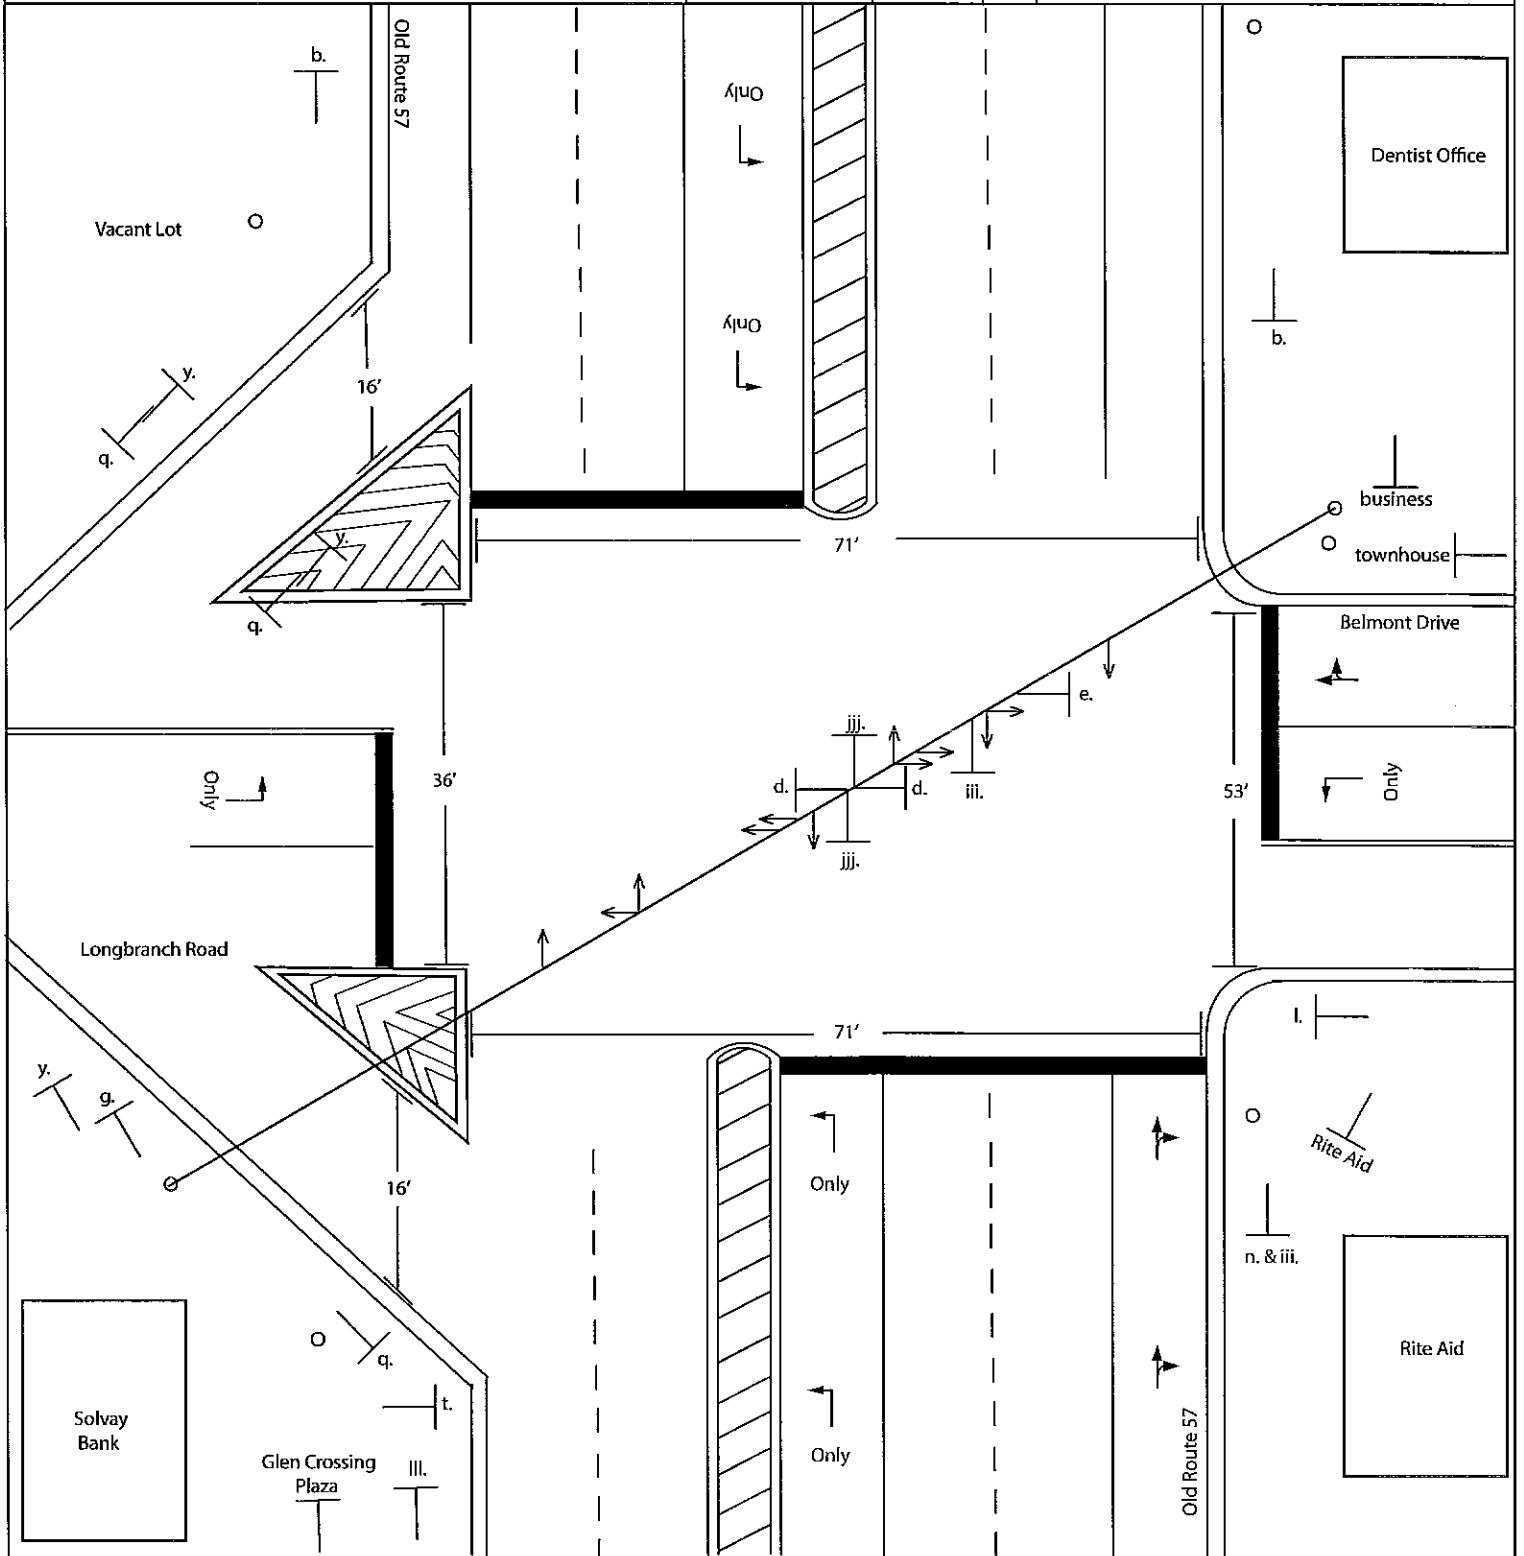 Old Route 57
b.
Only
Dentist Office
Vacant Lot
Only
b.
y.
16'
q.
business
y.
71'
townhouse
q.
Belmont Drive
e.
jjj.
Only
36'
d.
d.
iii.
53'
Only
jjj.
Longbranch Road
l.
71'
y.
g.
Rite Aid
16'
Only
n. & iii.
q.
Rite Aid
t.
Solvay
Bank
Only
Glen Crossing
Plaza
III.
Old Route 57